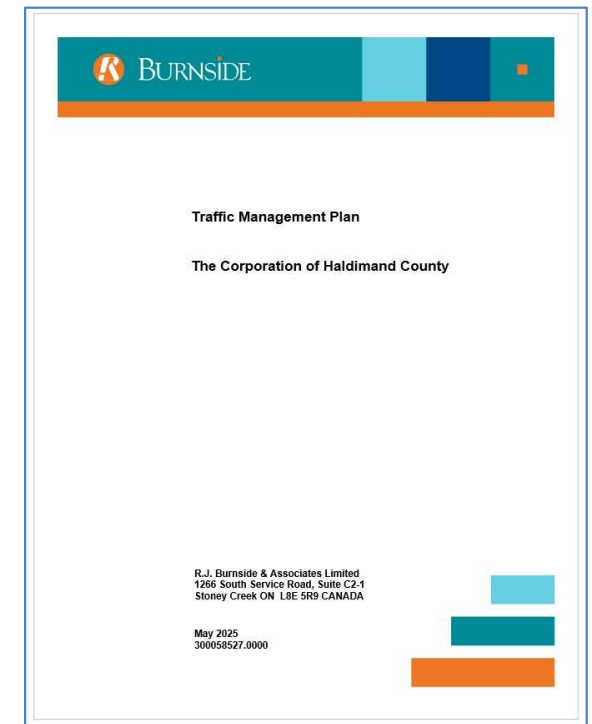 BURNSIDE
Traffic Management Plan
The Corporation of Haldimand County
R.J. Burnside & Associates Limited
1266 South Service Road, Suite C2-1
Stoney Creek ON L8E 5R9 CANADA
May 2025
300058527.0000